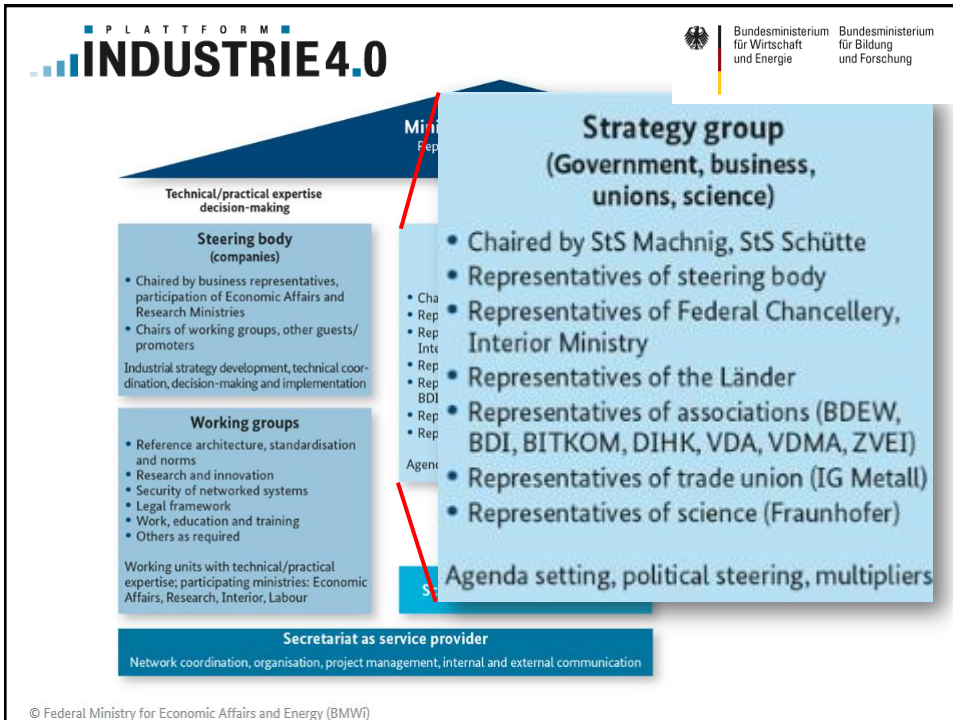 PLATTFORM
INDUSTRIE 4.0
Bundesministerium
für Wirtschaft
und Energie
Bundesministerium
für Bildung
und Forschung
Technical/practical expertise
decision-making
Steering body
(companies)
• Chaired by business representatives,
participation of Economic Affairs and
Research Ministries
• Chairs of working groups, other guests/
promoters
Industrial strategy development, technical coor-
dination, decision-making and implementation
Working groups
• Reference architecture, standardisation
and norms
• Research and innovation
• Security of networked systems
• Legal framework
• Work, education and training
• Others as required
Working units with technical/practical
expertise; participating ministries: Economic
Affairs, Research, Interior, Labour
Strategy group
(Government, business,
unions, science)
• Chaired by StS Machnig, StS Schütte
• Representatives of steering body
• Representatives of Federal Chancellery,
Interior Ministry
• Representatives of the Länder
• Representatives of associations (BDEW,
BDI, BITKOM, DIHK, VDA, VDMA, ZVEI)
• Representatives of trade union (IG Metall)
• Representatives of science (Fraunhofer)
Agenda setting, political steering, multipliers
Secretariat as service provider
Network coordination, organisation, project management, internal and external communication
© Federal Ministry for Economic Affairs and Energy (BMWi)